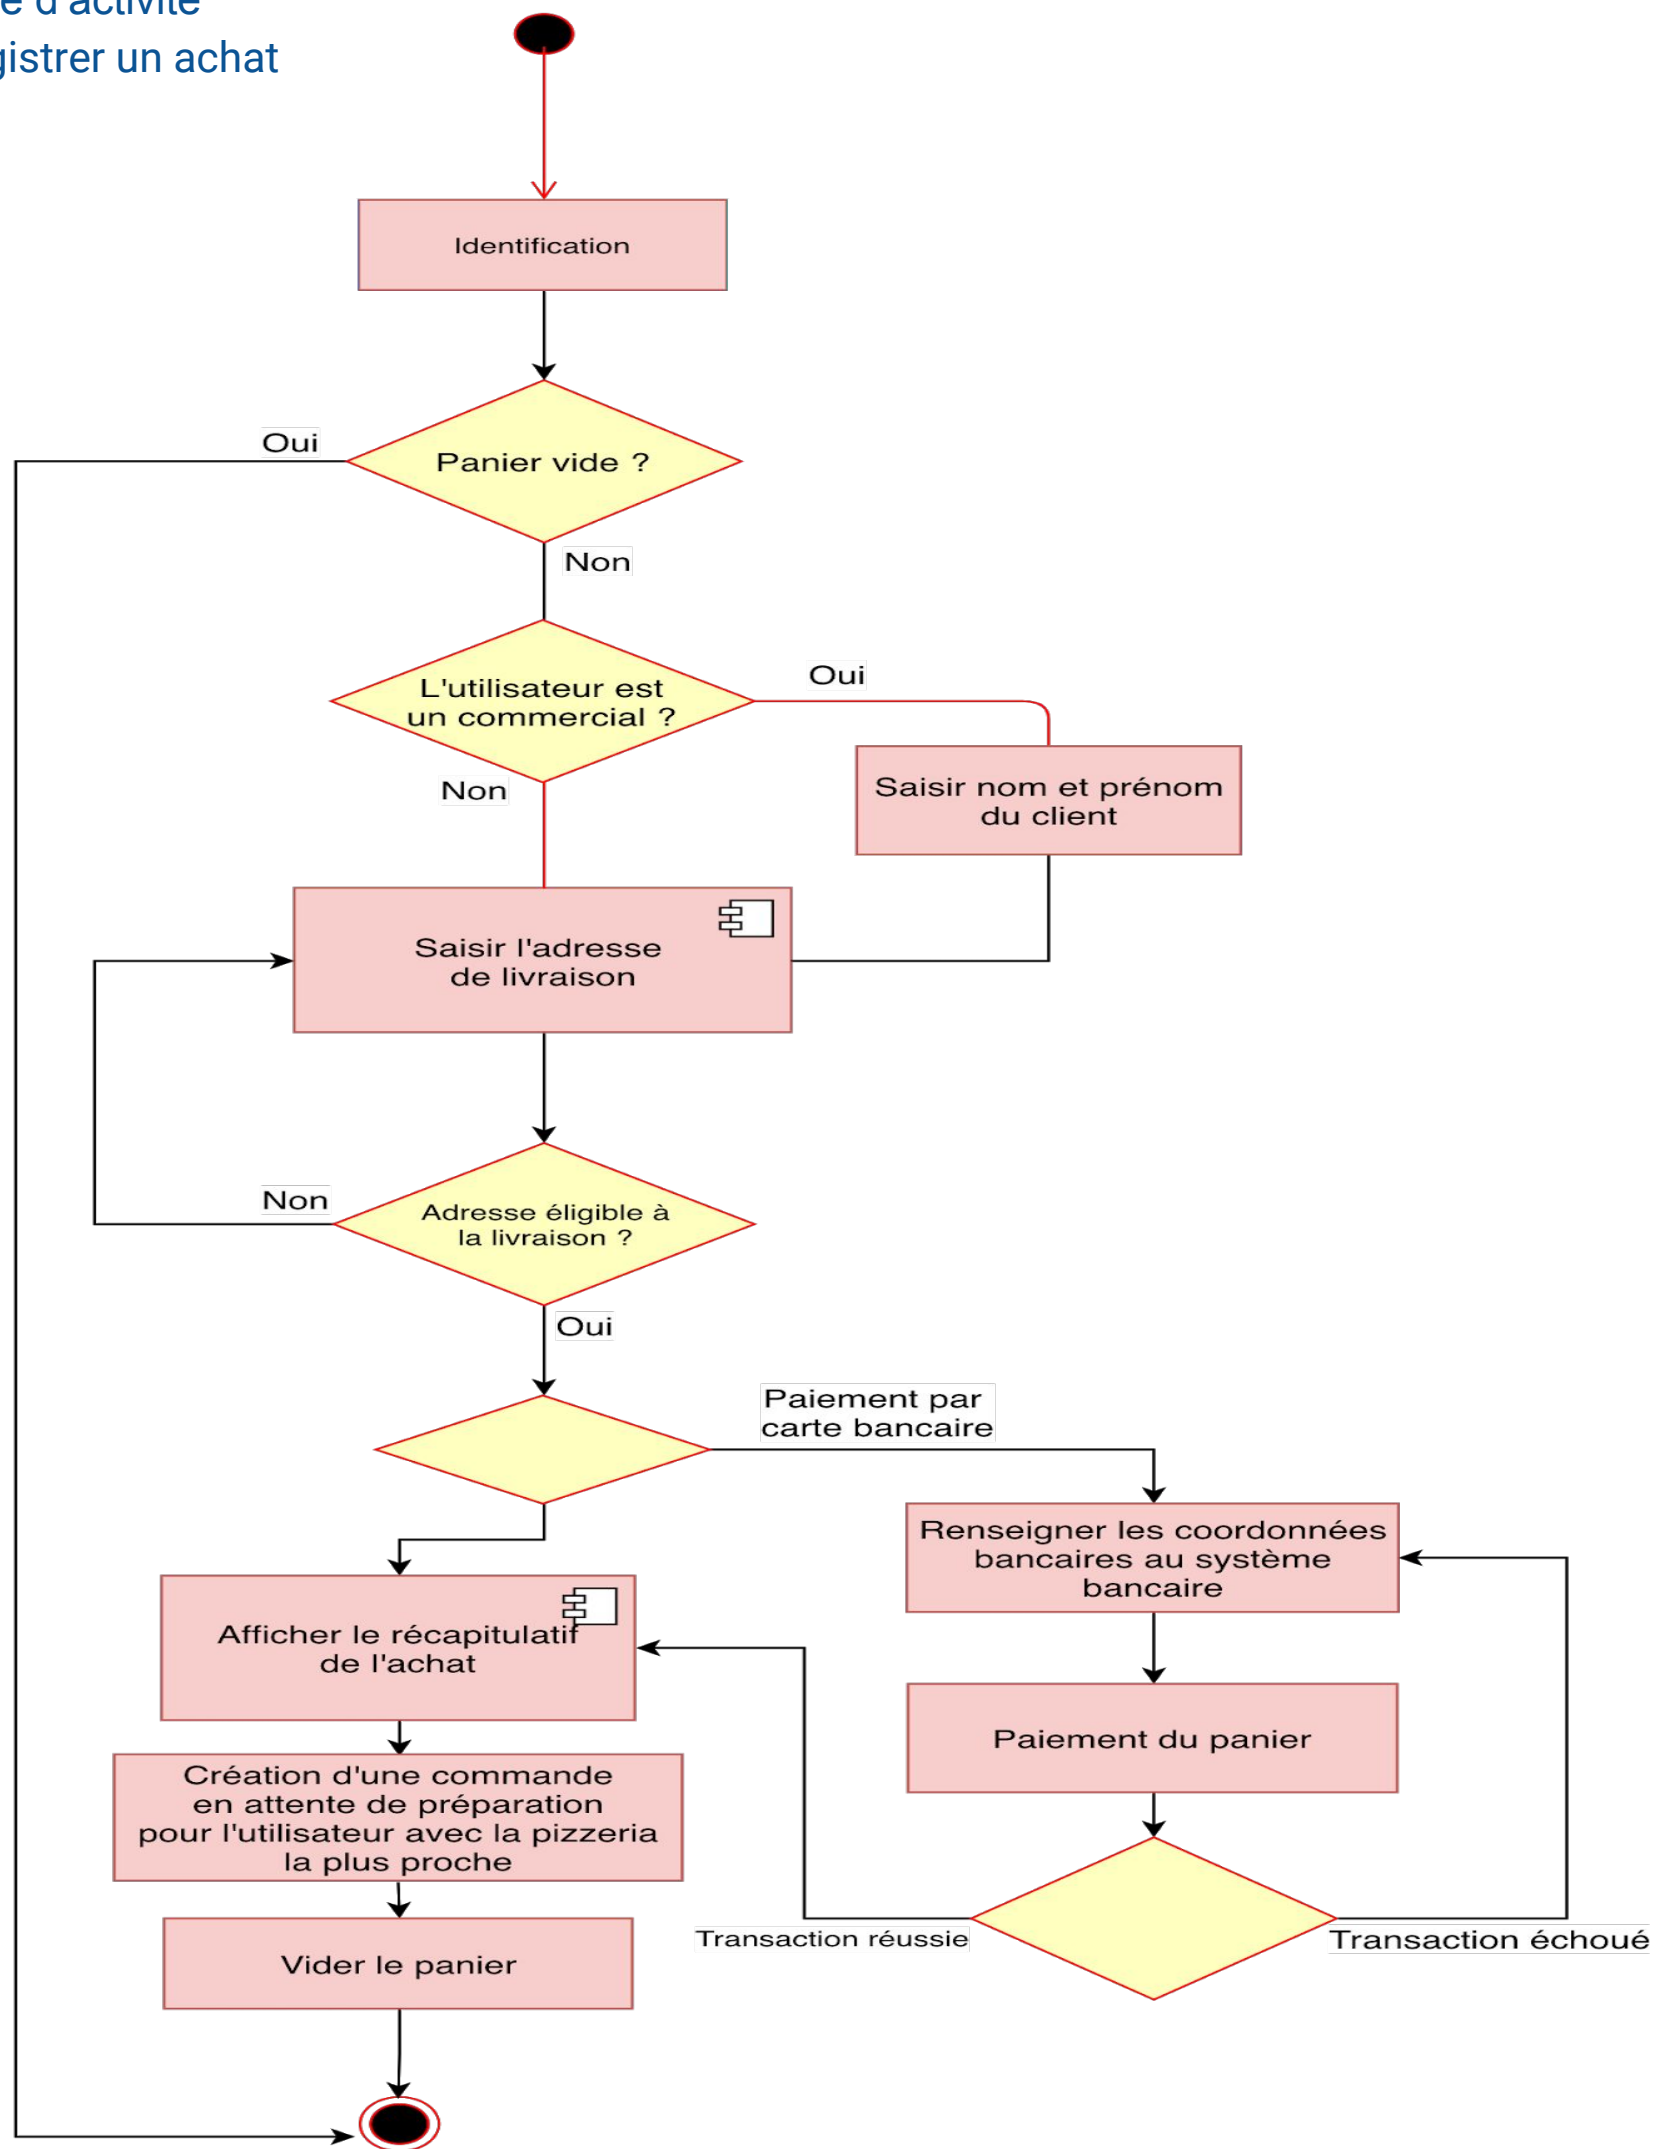 e d'activité
gistrer un achat
Identification
Oui
Panier vide ?
Non
L'utilisateur est
un commercial ?
Oui
Non
Saisir nom et prénom
du client
Saisir l'adresse
de livraison
Non
Adresse éligible à
la livraison ?
Oui
Paiement par
carte bancaire
Renseigner les coordonnées
bancaires au système
bancaire
Afficher le récapitulatif
de l'achat
Paiement du panier
Création d'une commande
en attente de préparation
pour l'utilisateur avec la pizzeria
la plus proche
Transaction réussie
Transaction échoué
Vider le panier